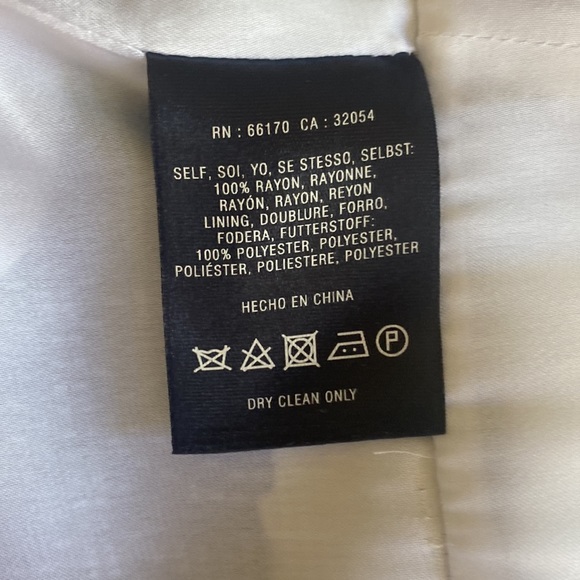 RN : 66170 CA : 32054
SELF, SOI, YO, SE STESSO, SELBST:
100% RAYON, RAYONNE,
RAYÓN, RAYON, REYON
LINING, DOUBLURE, FORRO,
FODERA, FUTTERSTOFF:
100% POLYESTER, POLYESTER,
POLIÉSTER, POLIESTERE, POLYESTER
HECHO EN CHINA
P
DRY CLEAN ONLY